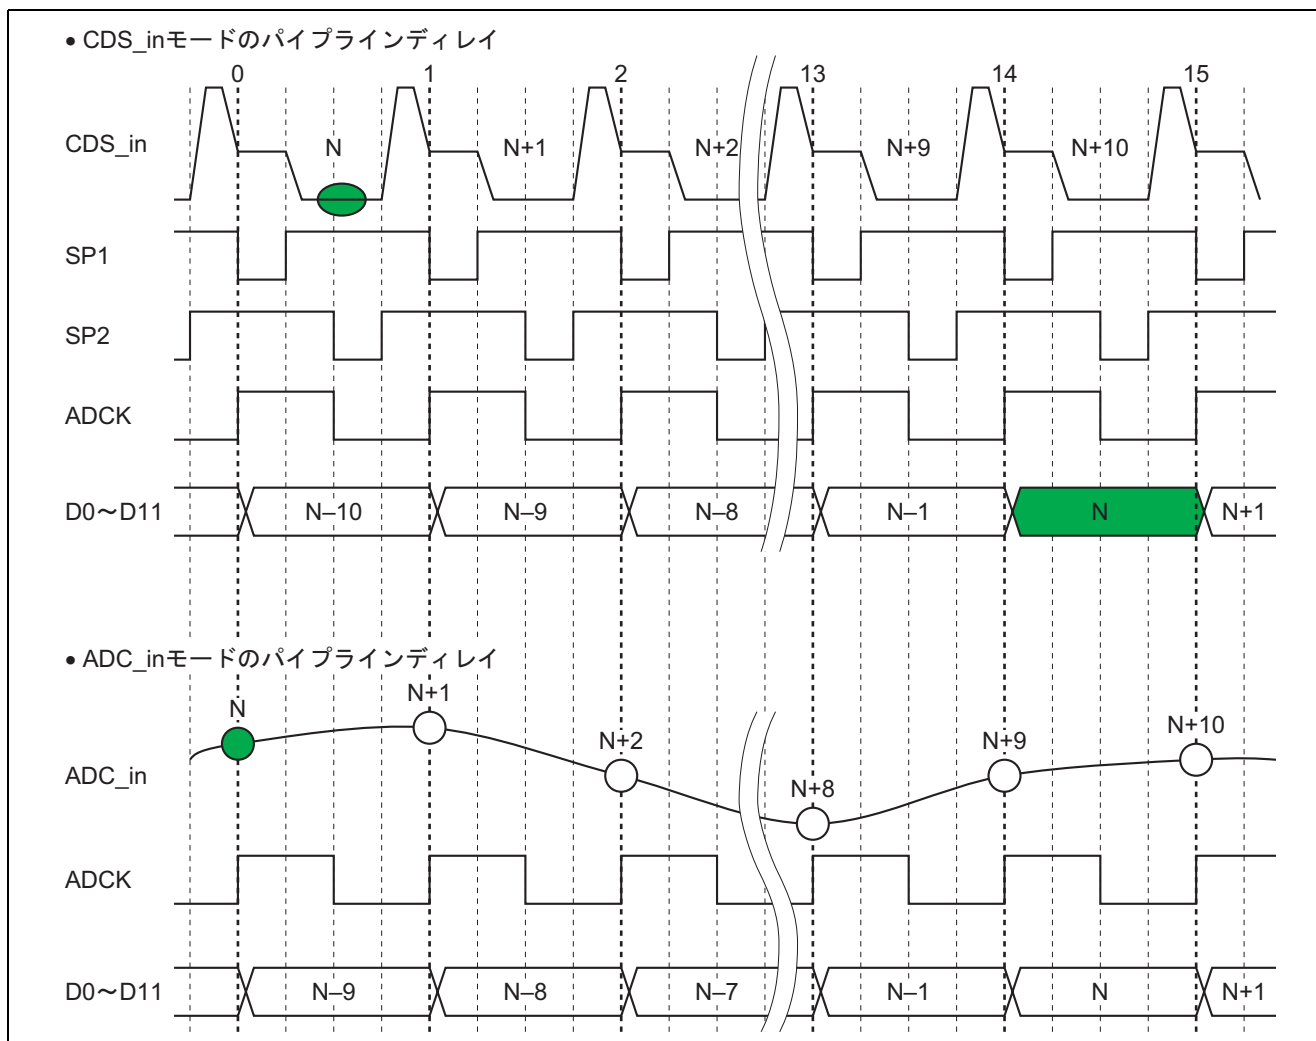 • CDS_inモードのパイプラインディレイ
0 1 2 13 14 15
CDS_in N N+1 N+2 N+9 N+10
SP1
SP2
ADCK
D0～D11 N–10 N–9 N–8 N–1 N N+1
• ADC_inモードのパイプラインディレイ
N N+1 N+2 N+8 N+9 N+10
ADC_in
ADCK
D0～D11 N–9 N–8 N–7 N–1 N N+1